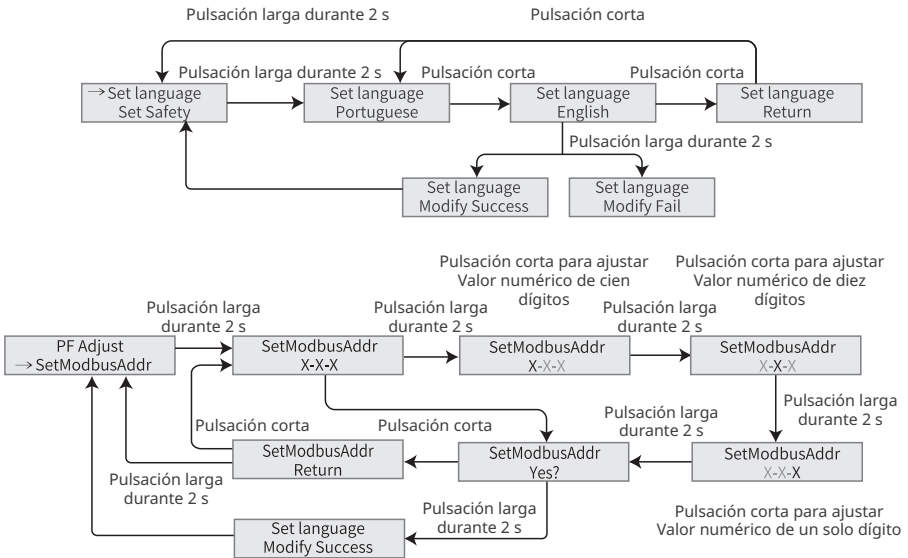 Pulsación larga durante 2 s
Pulsación corta
Pulsación larga durante 2 s
Pulsación corta
Pulsación corta
→Set language
Set Safety
Set language
Portuguese
Set language
English
Set language
Return
Pulsación larga durante 2 s
Set language
Modify Success
Set language
Modify Fail
Pulsación corta para ajustar
Valor numérico de cien
dígitos
Pulsación corta para ajustar
Valor numérico de diez
dígitos
Pulsación larga
durante 2 s
Pulsación larga
durante 2 s
Pulsación larga
durante 2 s
PF Adjust
→SetModbusAddr
SetModbusAddr
X-X-X
SetModbusAddr
X-X-X
SetModbusAddr
X-X-X
Pulsación larga
durante 2 s
Pulsación corta
Pulsación corta
Pulsación larga
durante 2 s
SetModbusAddr
Return
SetModbusAddr
Yes?
SetModbusAddr
X-X-X
Pulsación larga
durante 2 s
Pulsación larga
durante 2 s
Pulsación corta para ajustar
Valor numérico de un solo dígito
Set language
Modify Success